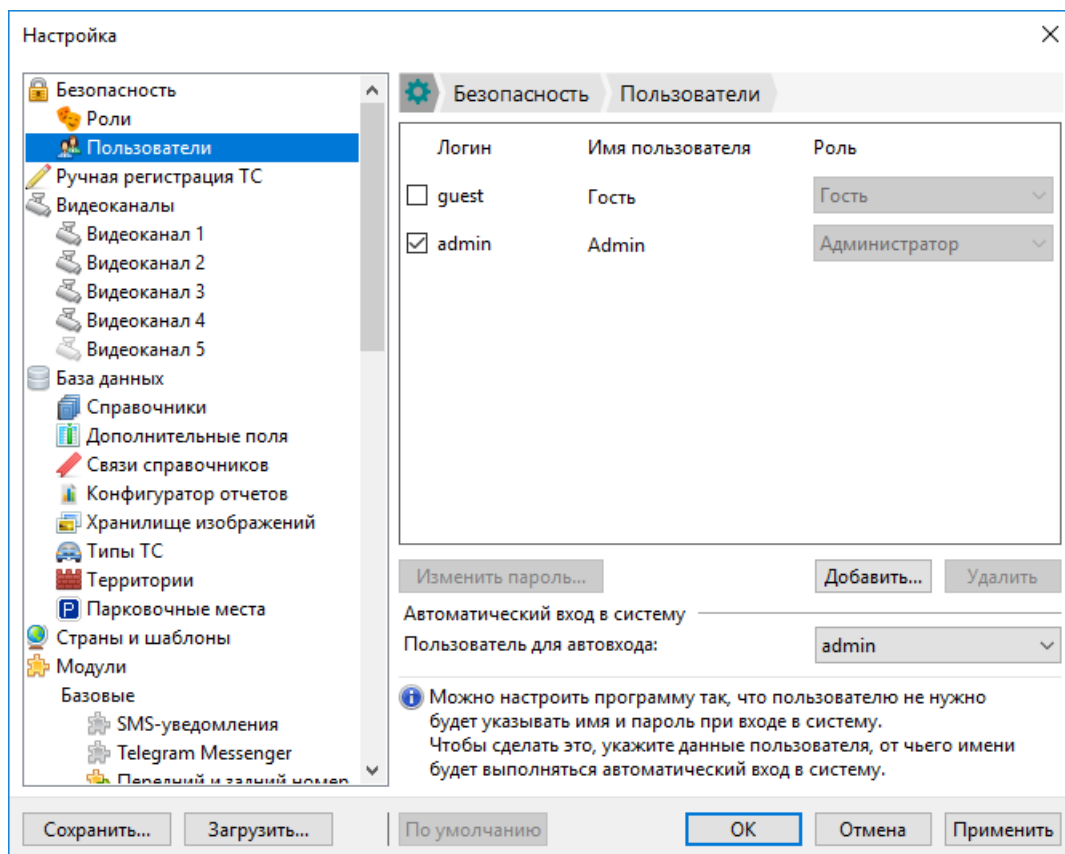 Настройка
Безопасность
Роли
Пользователи
Ручная регистрация ТС
Видеоканалы
Видеоканал 1
Видеоканал 2
Видеоканал 3
Видеоканал 4
Видеоканал 5
База данных
Справочники
Дополнительные поля
Связи справочников
Конфигуратор отчетов
Хранилище изображений
Типы ТС
Территории
Парковочные места
Страны и шаблоны
Модули
Базовые
SMS-уведомления
Telegram Messenger
Передний и задний номер
Безопасность Пользователи
Логин Имя пользователя Роль
guest Гость Гость
admin Admin Администратор
Изменить пароль... Добавить... Удалить
Автоматический вход в систему
Пользователь для автовхода: admin
Можно настроить программу так, что пользователю не нужно
будет указывать имя и пароль при входе в систему.
Чтобы сделать это, укажите данные пользователя, от чьего имени
будет выполняться автоматический вход в систему.
Сохранить... Загрузить... По умолчанию ОК Отмена Применить